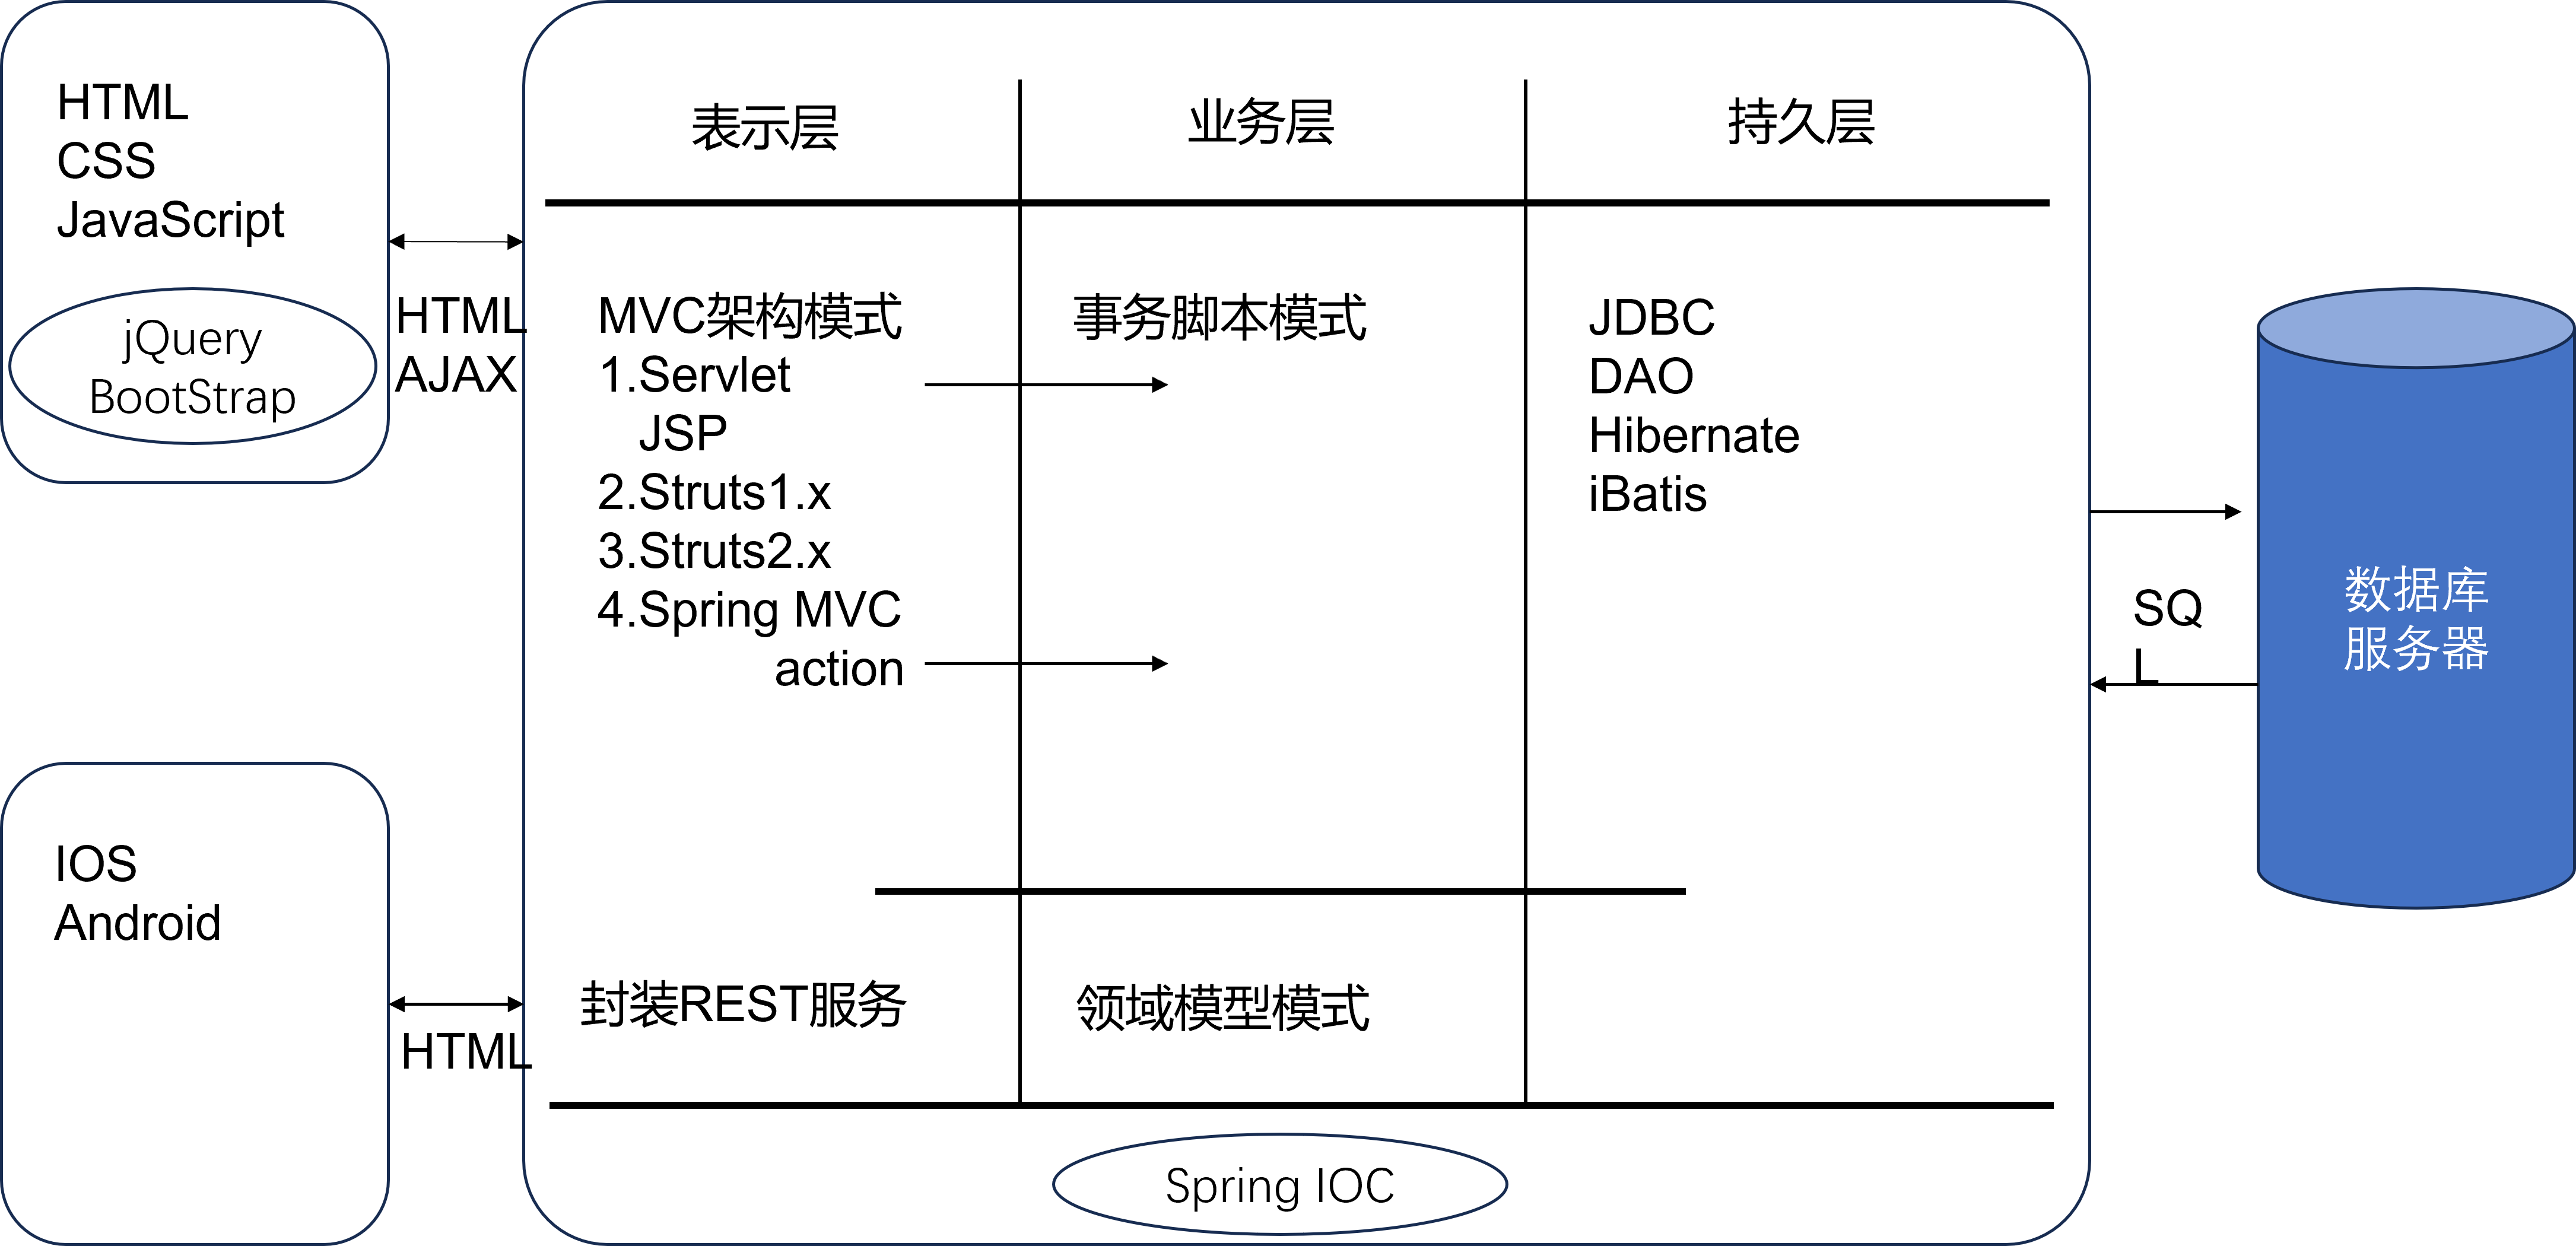 HTML
CSS
JavaScript
jQuery
BootStrap
HTML
AJAX
IOS
Android
HTML
表示层
业务层
持久层
MVC架构模式
1.Servlet
JSP
2.Struts1.x
3.Struts2.x
4.Spring MVC
action
事务脚本模式
JDBC
DAO
Hibernate
iBatis
封装REST服务
领域模型模式
Spring IOC
SQ
L
数据库
服务器